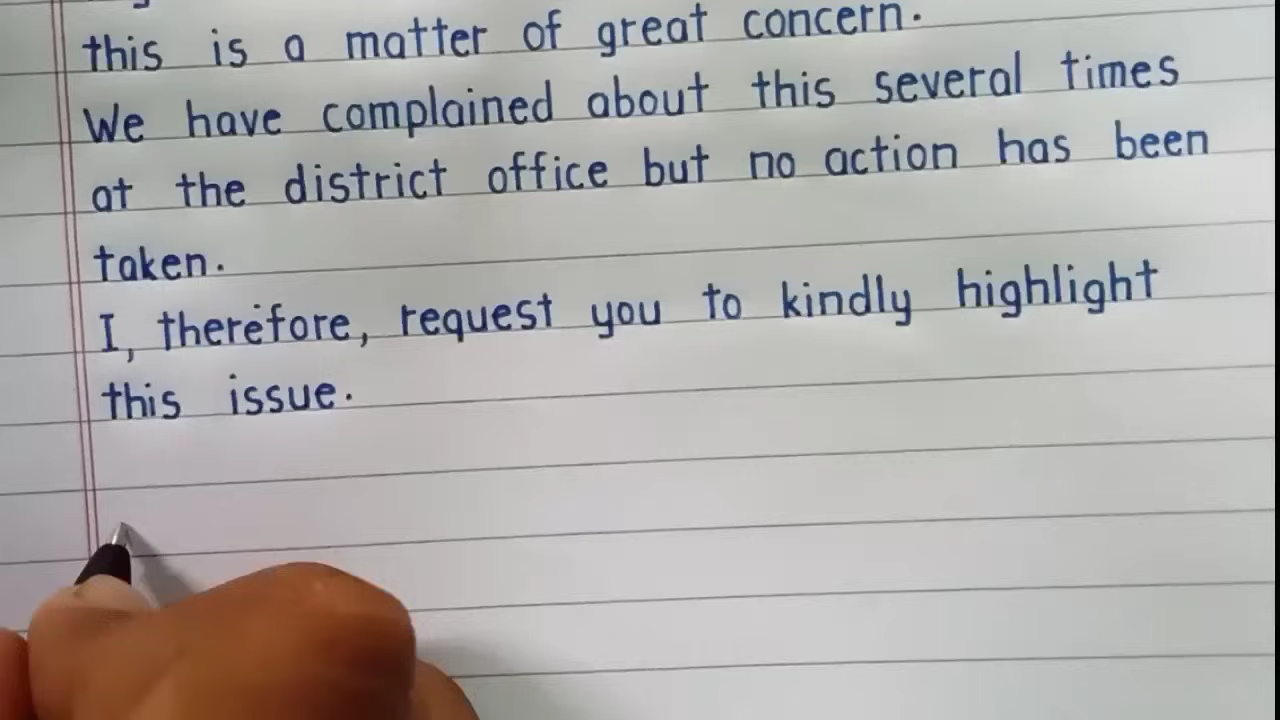 this is a matter of great concern.
We have complained about this several times
at the district office but no action has been
taken.
I, therefore, request you to kindly highlight
this issue.